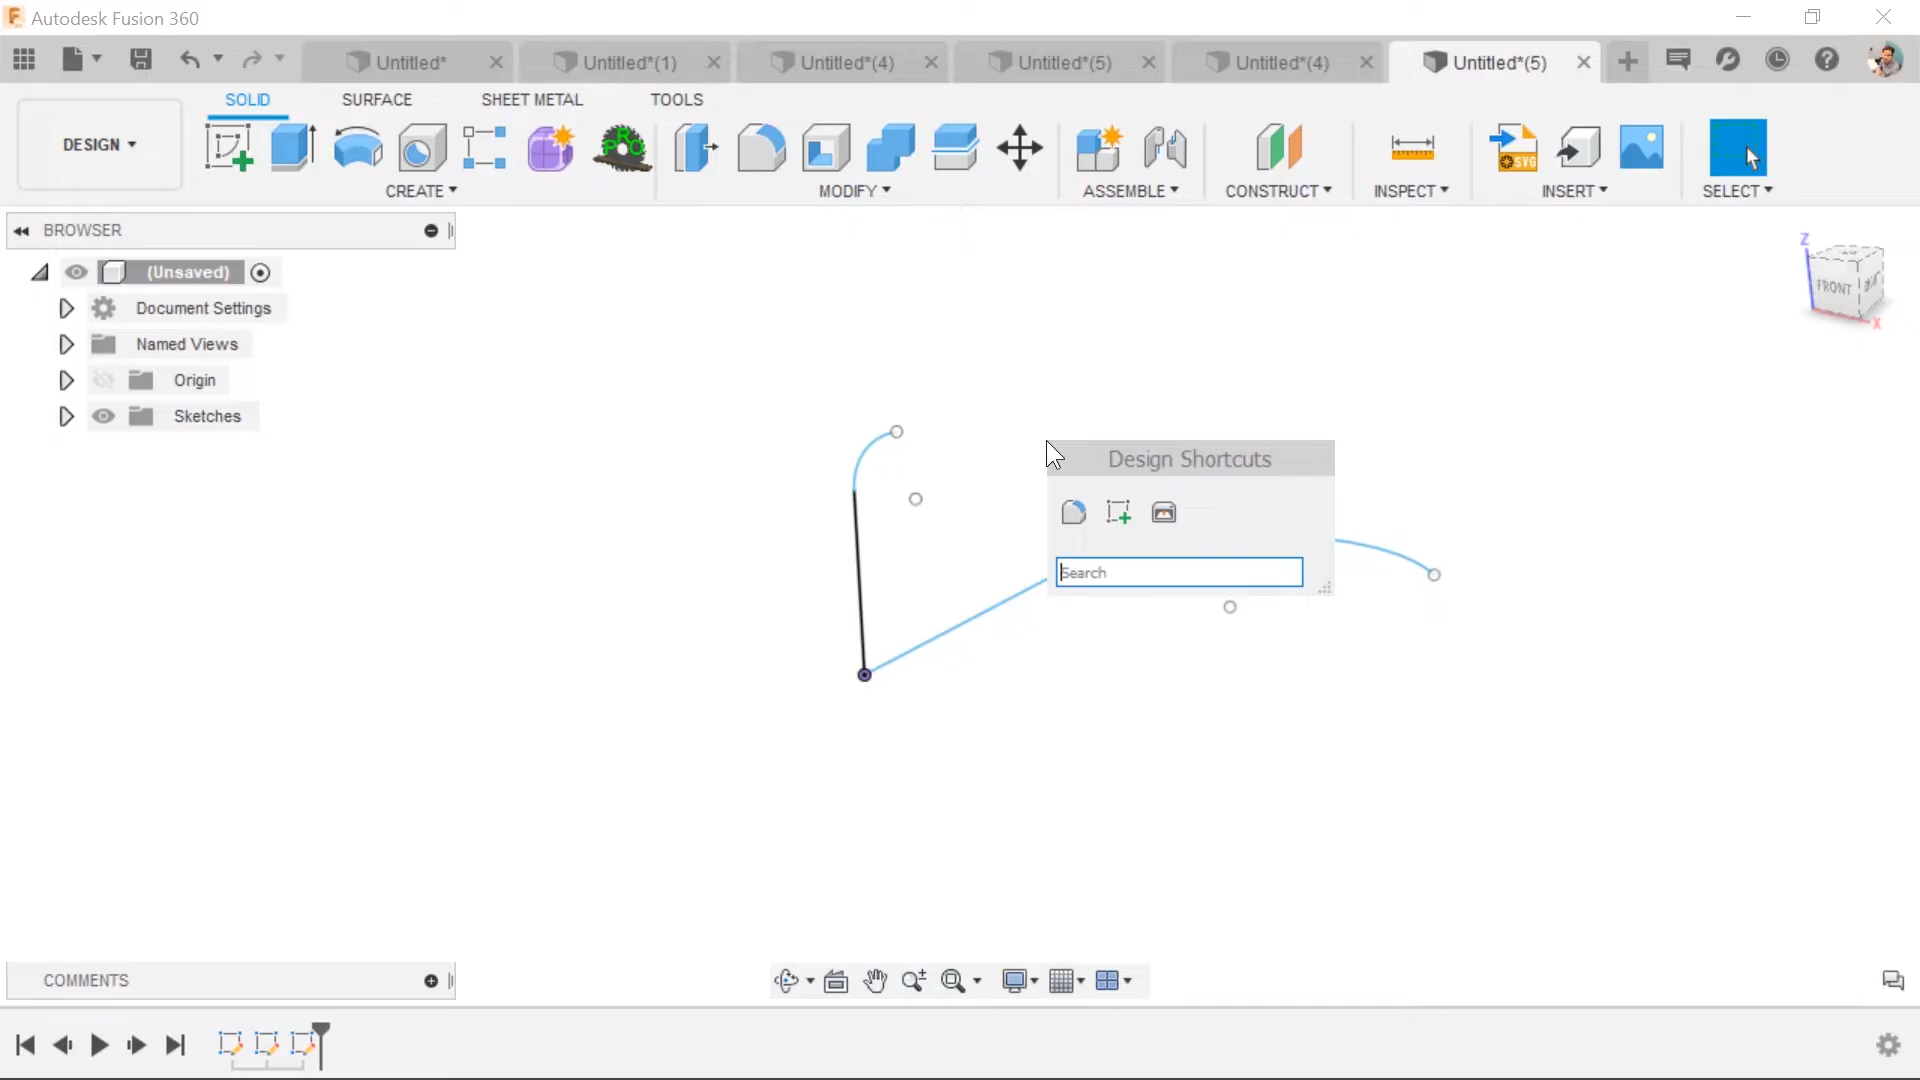 Autodesk Fusion 360
Untitled*
Untitled*(1)
Untitled*(4)
Untitled*(5)
Untitled*(4)
Untitled*(5)
SOLID
SURFACE
SHEET METAL
TOOLS
DESIGN
R
P O
SVG
CREATE
MODIFY
ASSEMBLE
CONSTRUCT
INSPECT
INSERT
SELECT
BROWSER
(Unsaved)
Document Settings
Named Views
Origin
Sketches
Z
FRONT
X
Design Shortcuts
Search
COMMENTS